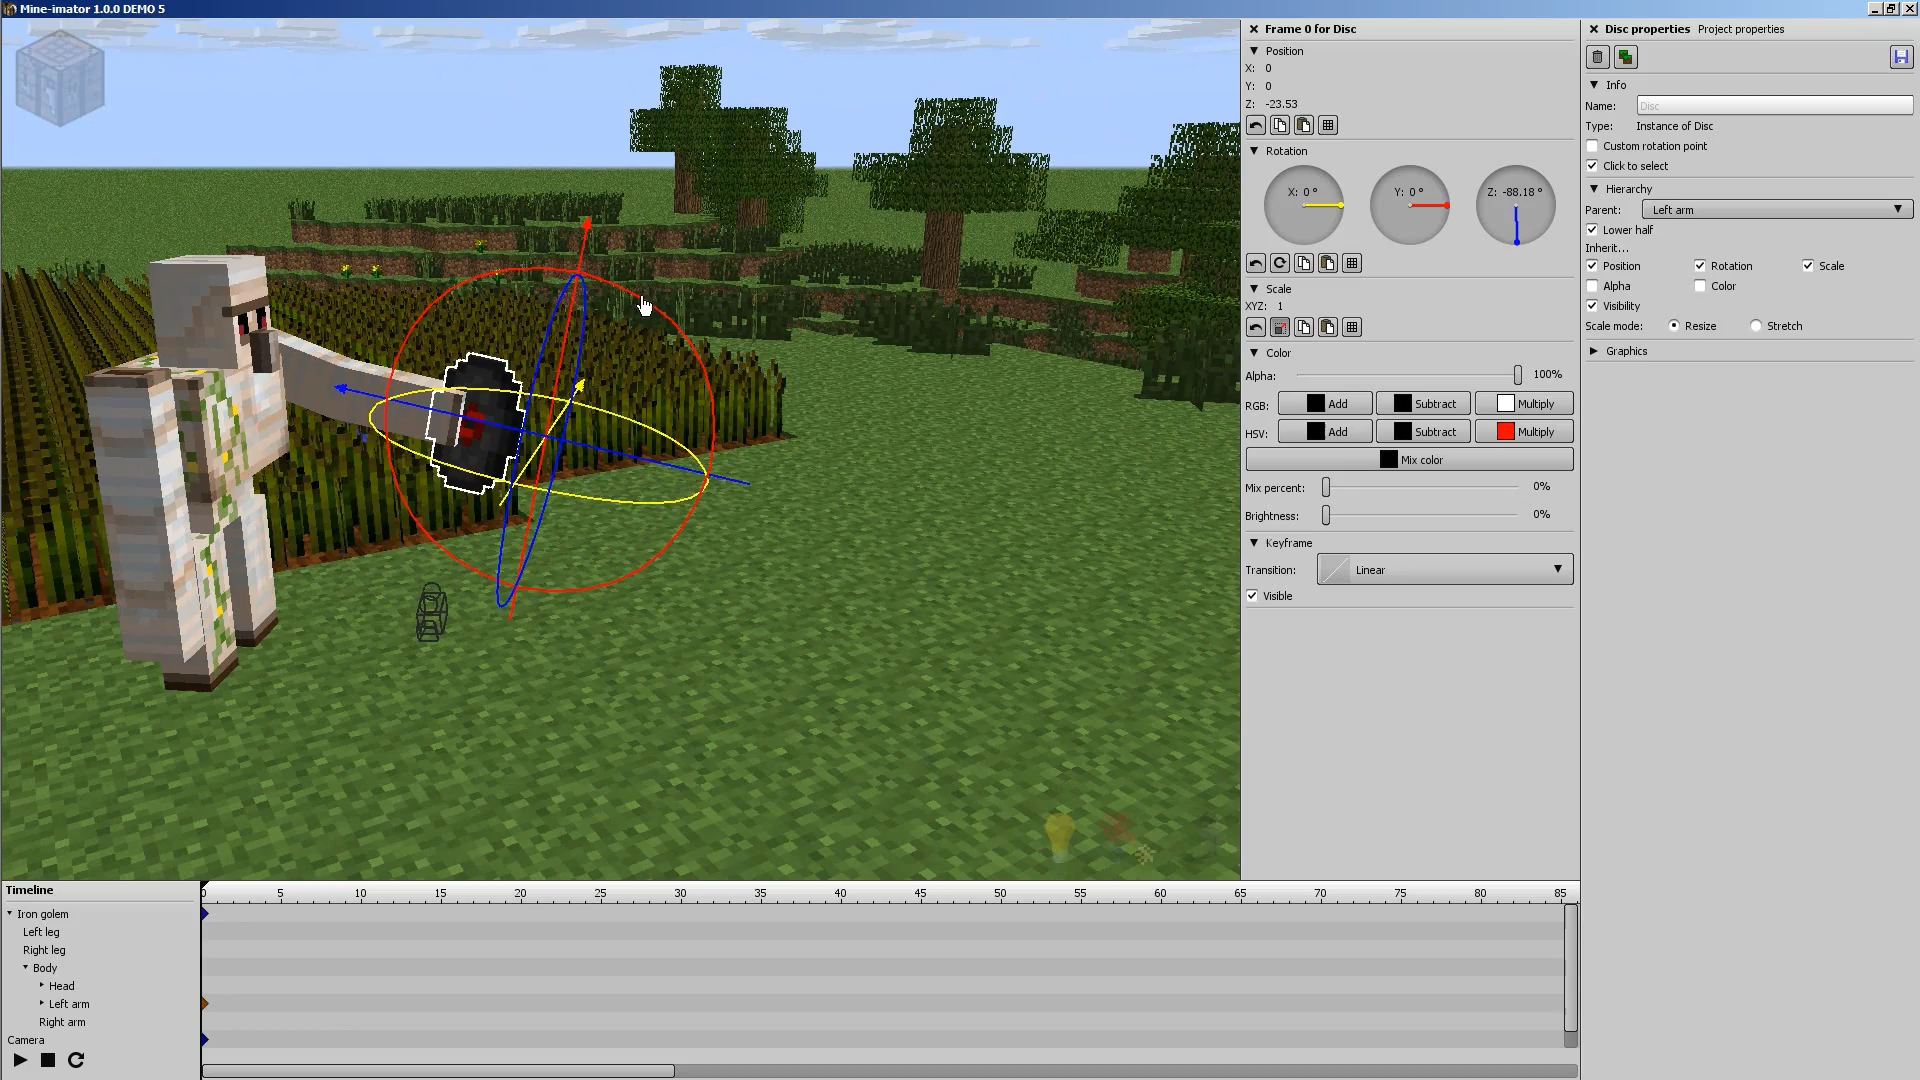 Mine-imator 1.0.0 DEMO 5
Frame 0 for Disc
Position
X: 0
Y: 0
Z: -23.53
Rotation
X: 0 °
Y: 0 °
Z: -88.18 °
Scale
XYZ: 1
Color
Alpha: 100%
RGB: Add Subtract Multiply
HSV: Add Subtract Multiply
Mix color
Mix percent: 0%
Brightness: 0%
Keyframe
Transition: Linear
Visible
Disc properties Project properties
Info
Name: Disc
Type: Instance of Disc
Custom rotation point
Click to select
Hierarchy
Parent: Left arm
Lower half
Inherit...
Position Rotation Scale
Alpha Color
Visibility
Scale mode: Resize Stretch
Graphics
Timeline
0 5 10 15 20 25 30 35 40 45 50 55 60 65 70 75 80 85
Iron golem
Left leg
Right leg
Body
Head
Left arm
Right arm
Camera